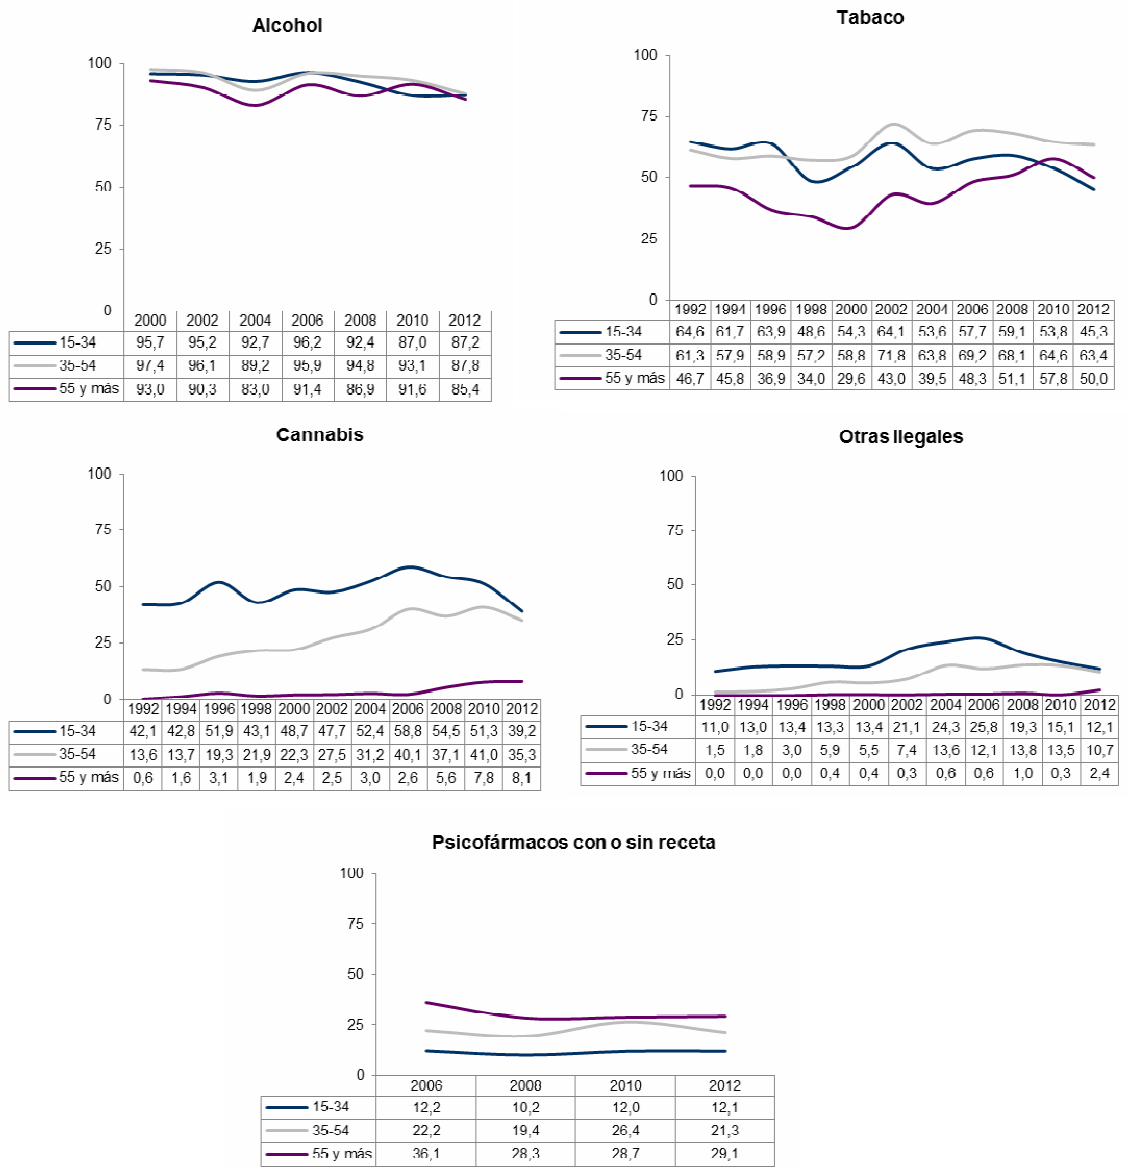 Alcohol
100
75
50
25
0
2000 2002 2004 2006 2008 2010 2012
15-34 95,7 95,2 92,7 96,2 92,4 87,0 87,2
35-54 97,4 96,1 89,2 95,9 94,8 93,1 87,8
55 y más 93,0 90,3 83,0 91,4 86,9 91,6 85,4
Tabaco
100
75
50
25
0
1992 1994 1996 1998 2000 2002 2004 2006 2008 2010 2012
15-34 64,6 61,7 63,9 48,6 54,3 64,1 53,6 57,7 59,1 53,8 45,3
35-54 61,3 57,9 58,9 57,2 58,8 71,8 63,8 69,2 68,1 64,6 63,4
55 y más 46,7 45,8 36,9 34,0 29,6 43,0 39,5 48,3 51,1 57,8 50,0
Cannabis
100
75
50
25
0
1992 1994 1996 1998 2000 2002 2004 2006 2008 2010 2012
15-34 42,1 42,8 51,9 43,1 48,7 47,7 52,4 58,8 54,5 51,3 39,2
35-54 13,6 13,7 19,3 21,9 22,3 27,5 31,2 40,1 37,1 41,0 35,3
55 y más 0,6 1,6 3,1 1,9 2,4 2,5 3,0 2,6 5,6 7,8 8,1
Otras ilegales
100
75
50
25
0
1992 1994 1996 1998 2000 2002 2004 2006 2008 2010 2012
15-34 11,0 13,0 13,4 13,3 13,4 21,1 24,3 25,8 19,3 15,1 12,1
35-54 1,5 1,8 3,0 5,9 5,5 7,4 13,6 12,1 13,8 13,5 10,7
55 y más 0,0 0,0 0,0 0,4 0,4 0,3 0,6 0,6 1,0 0,3 2,4
Psicofármacos con o sin receta
100
75
50
25
0
2006 2008 2010 2012
15-34 12,2 10,2 12,0 12,1
35-54 22,2 19,4 26,4 21,3
55 y más 36,1 28,3 28,7 29,1